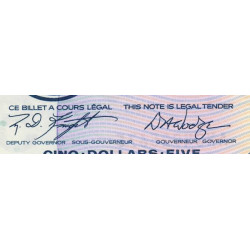 CE BILLET A COURS LÉGAL THIS NOTE IS LEGAL TENDER
DEPUTY GOVERNOR SOUS-GOUVERNEUR GOUVERNEUR GOVERNOR
CINQ·DOLLARS·FIVE